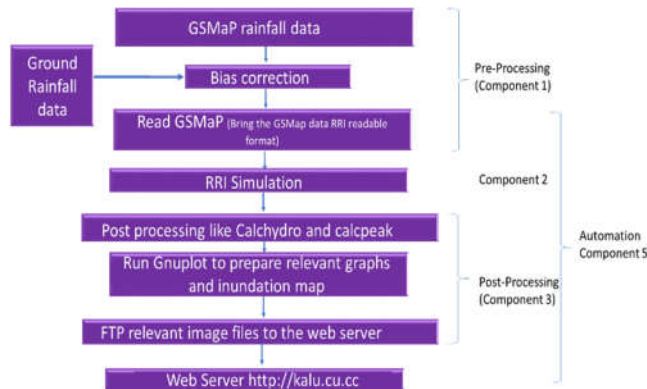 GSMaP rainfall data
Ground
Rainfall
data
Bias correction
Read GSMaP (Bring the GSMap data RRI readable
format)
Pre-Processing
(Component 1)
RRI Simulation
Component 2
Post processing like Calchydro and calcpeak
Run Gnuplot to prepare relevant graphs
and inundation map
Automation
Component 5
Post-Processing
(Component 3)
FTP relevant image files to the web server
Web Server http://kalu.cu.cc